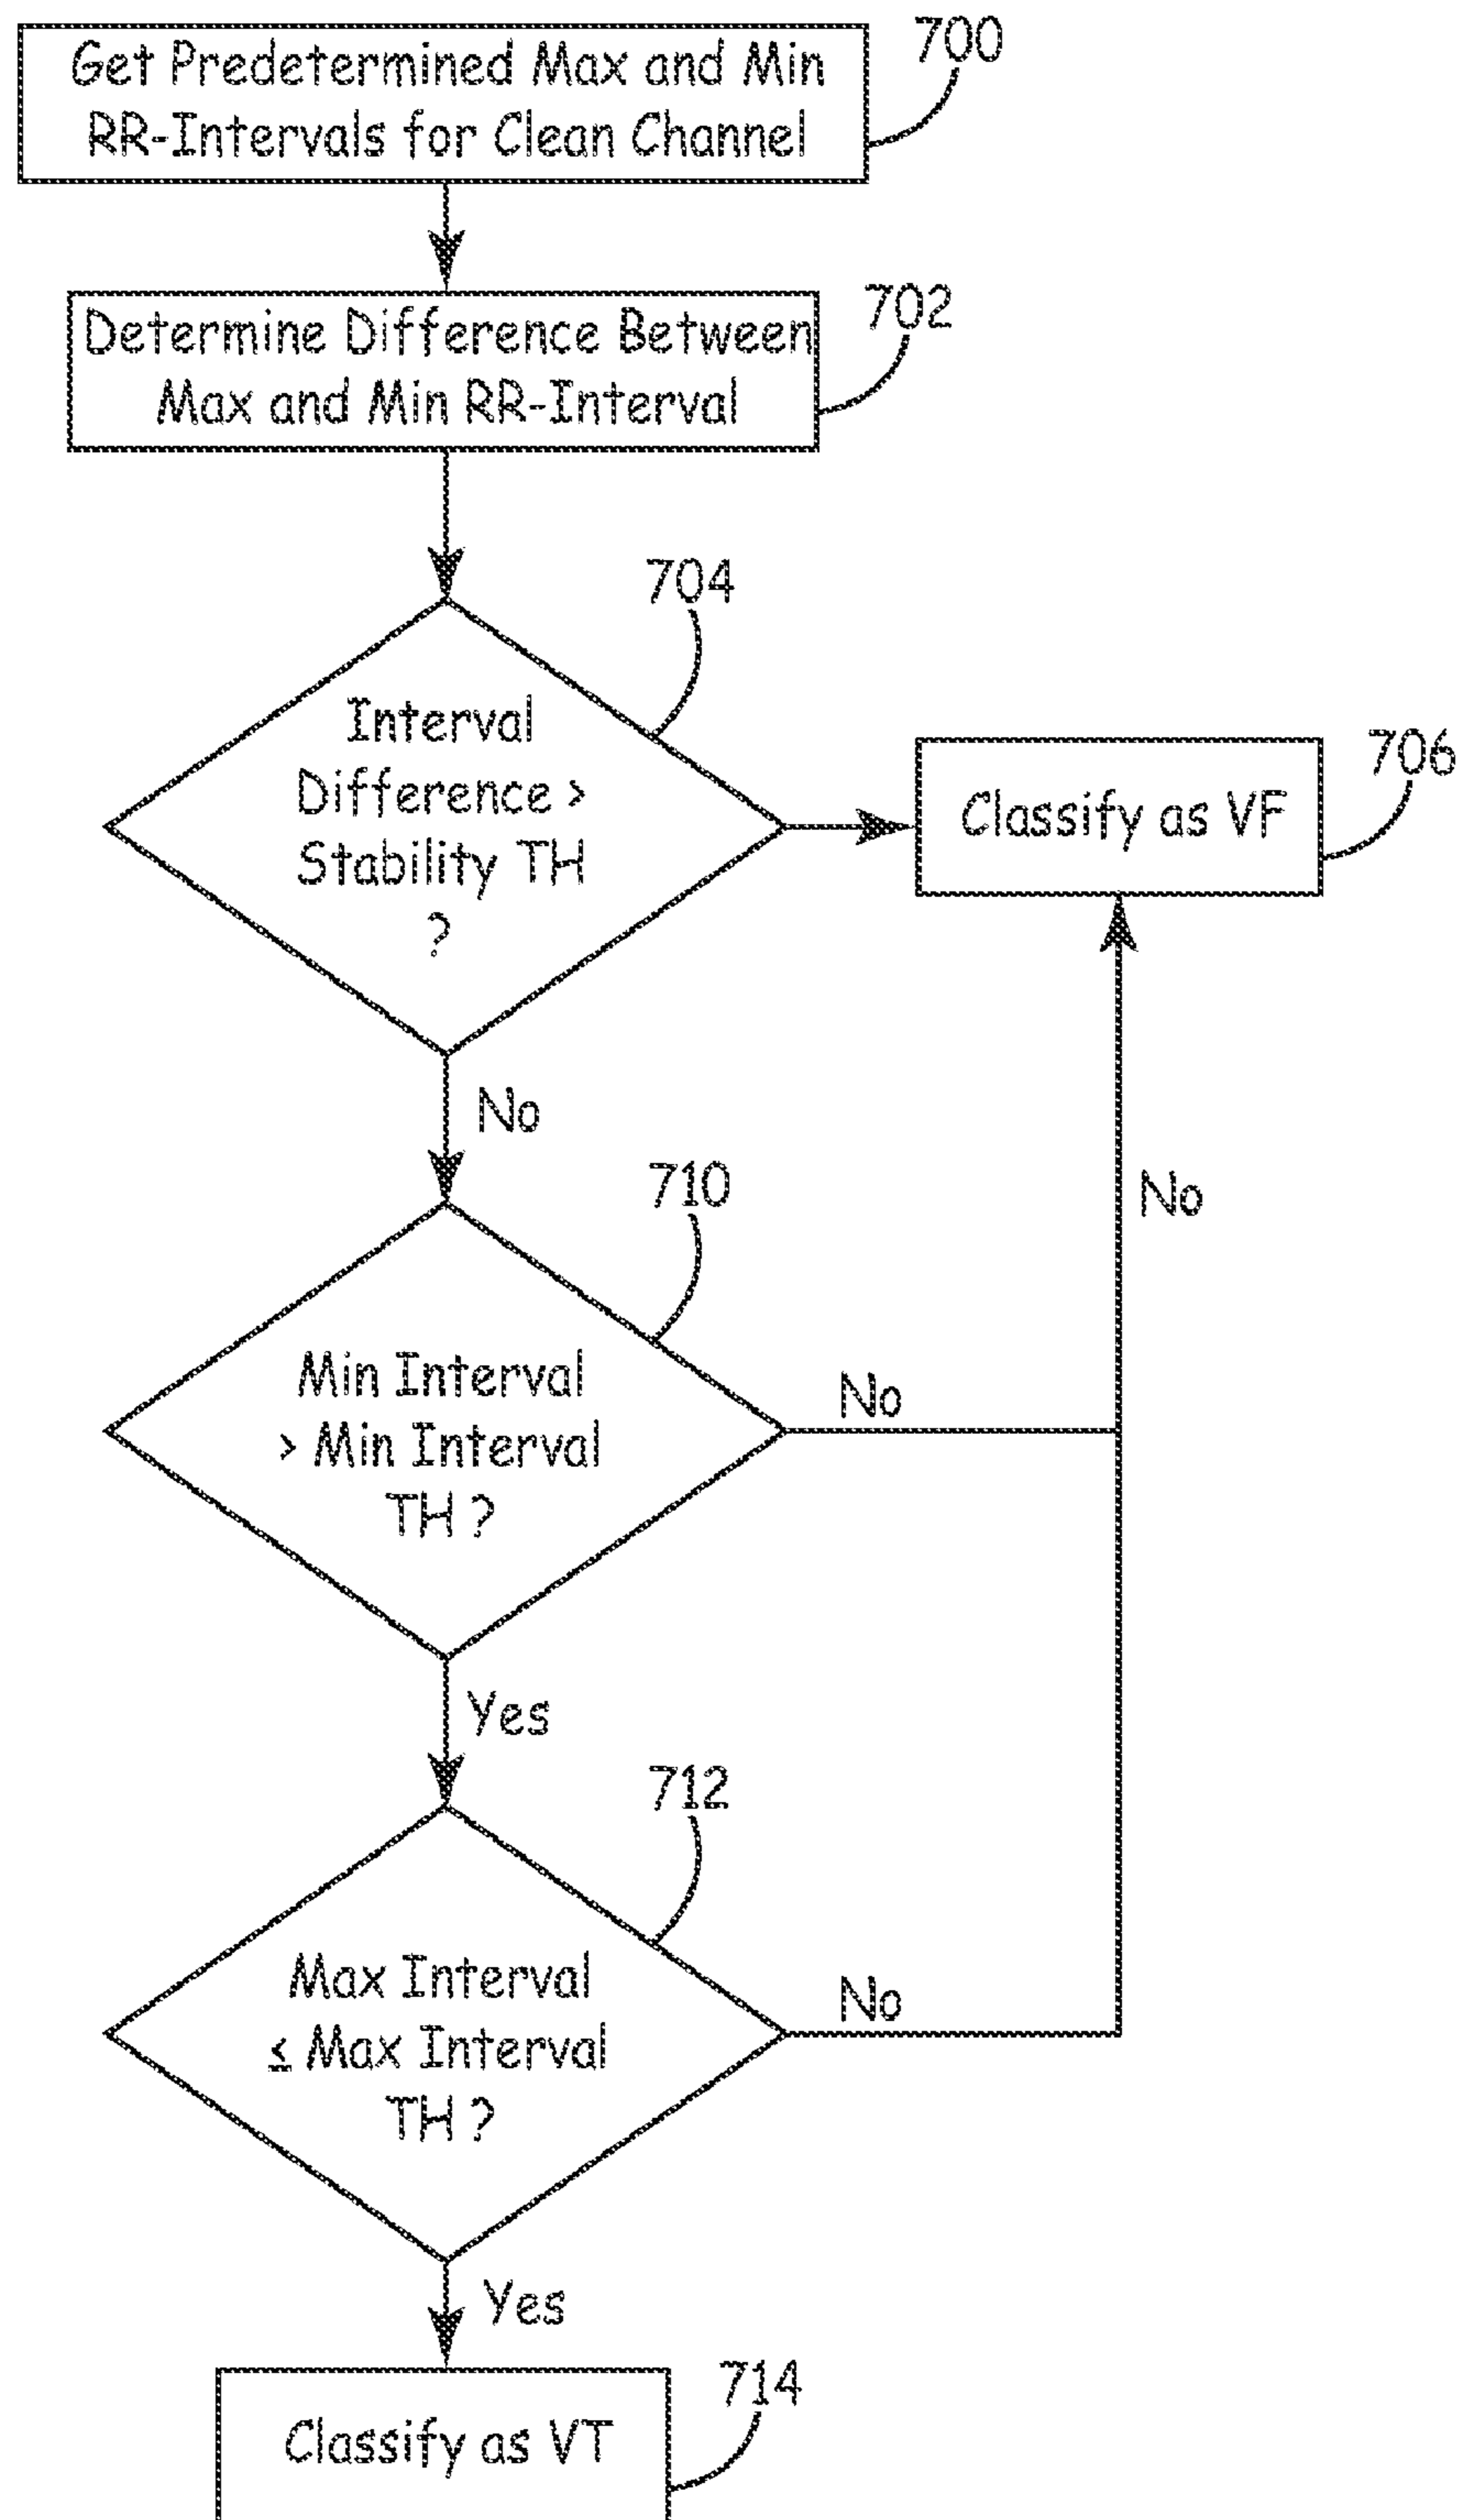 700
Get Predetermined Max and Min
RR-Intervals for Clean Channel
702
Determine Difference Between
Max and Min RR-Interval
704
Interval
Difference >
Stability TH
?
706
Classify as VF
No
710
No
Min Interval
> Min Interval
TH ?
No
Yes
712
Max Interval
≤ Max Interval
TH ?
No
Yes
714
Classify as VT